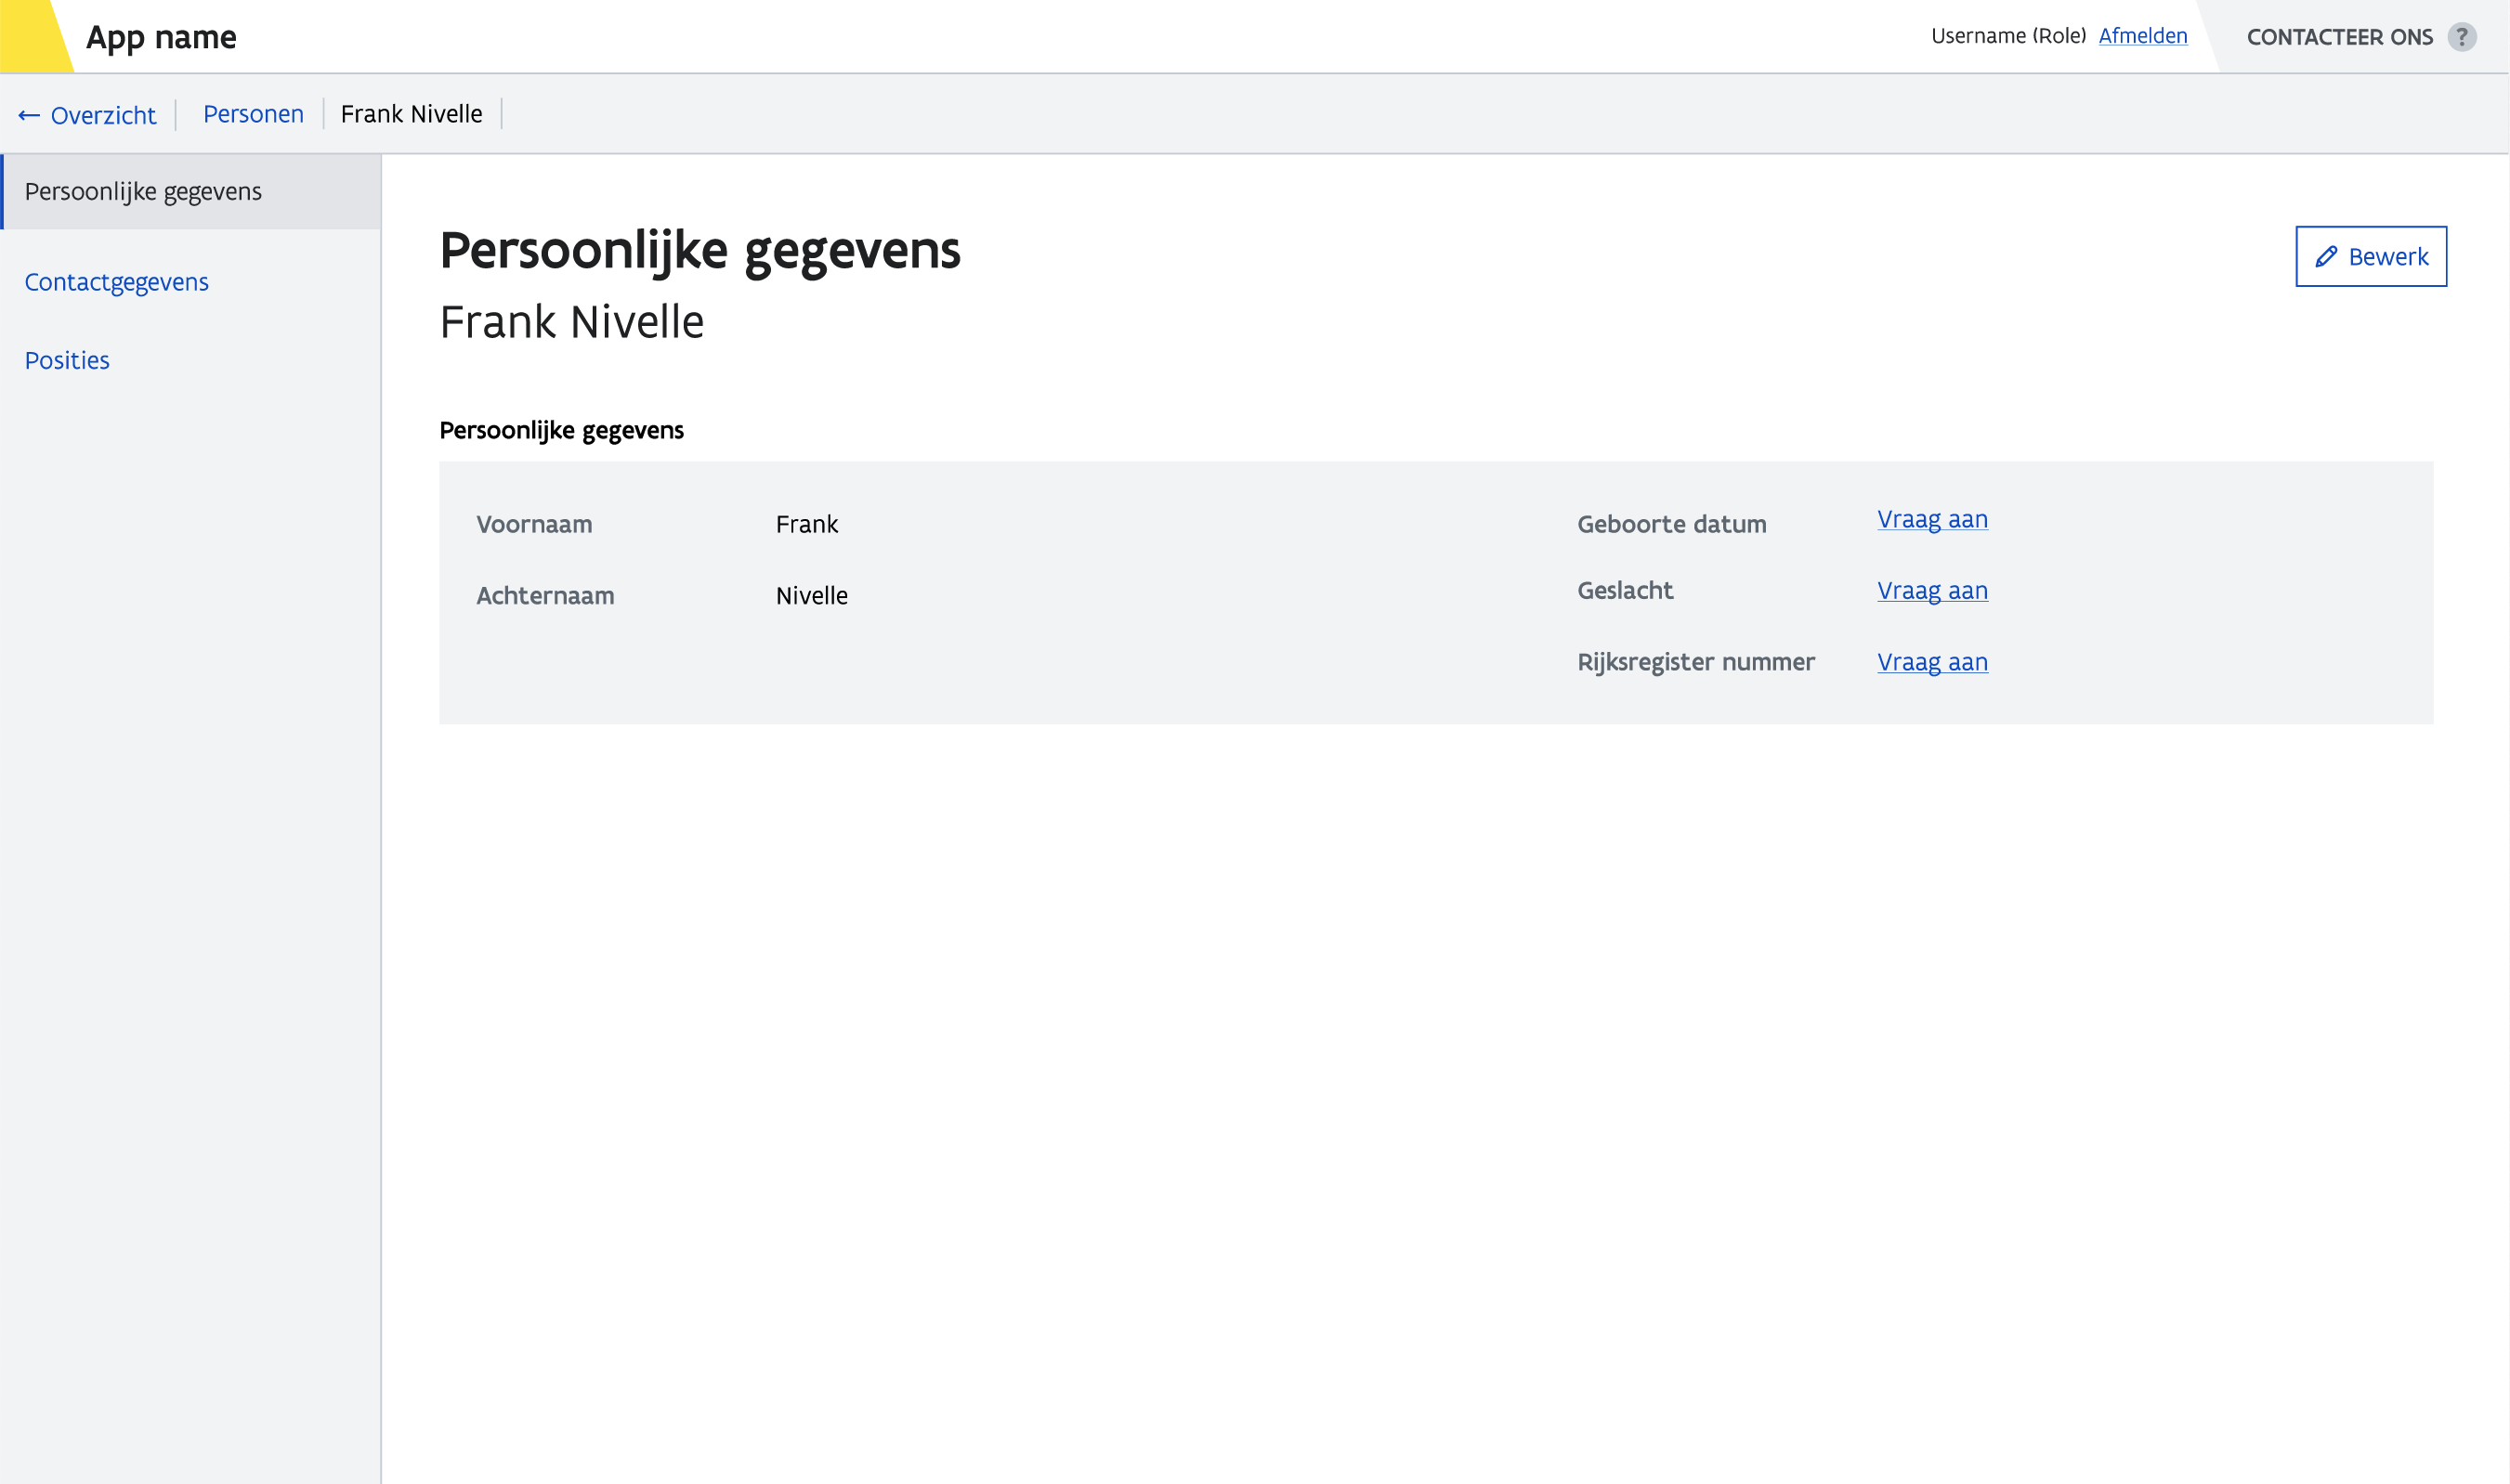 App name
Username (Role) Afmelden
CONTACTEER ONS ?
← Overzicht
Personen
Frank Nivelle
Persoonlijke gegevens
Contactgegevens
Posities
Persoonlijke gegevens
Bewerk
Frank Nivelle
Persoonlijke gegevens
Voornaam Frank
Achternaam Nivelle
Geboorte datum Vraag aan
Geslacht Vraag aan
Rijksregister nummer Vraag aan